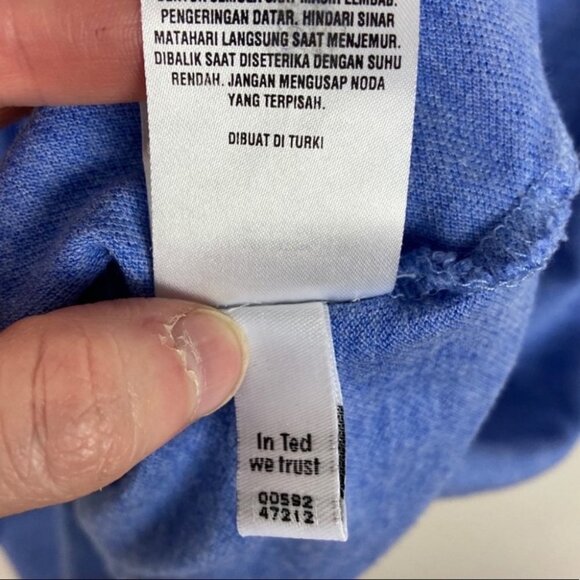 PENGERINGAN DATAR. HINDARI SINAR
MATAHARI LANGSUNG SAAT MENJEMUR.
DIBALIK SAAT DISETERIKA DENGAN SUHU
RENDAH. JANGAN MENGUSAP NODA
YANG TERPISAH.
DIBUAT DI TURKI
In Ted
we trust
00592
47212